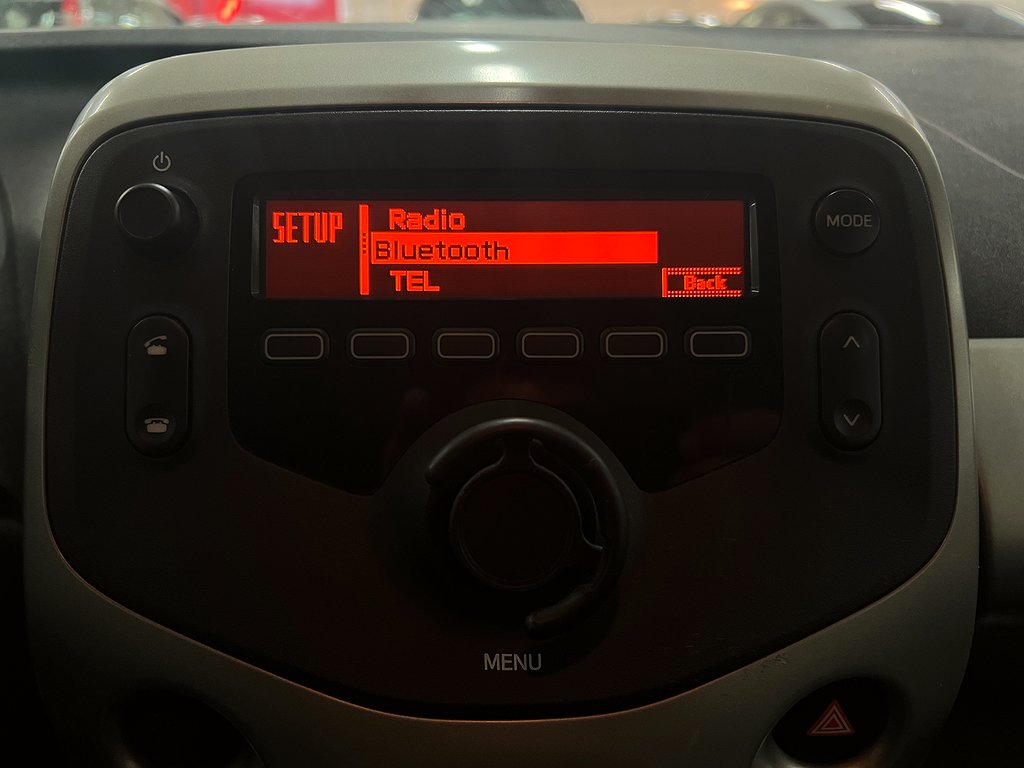 SETUP
Radio
Bluetooth
TEL
Back
MODE
MENU